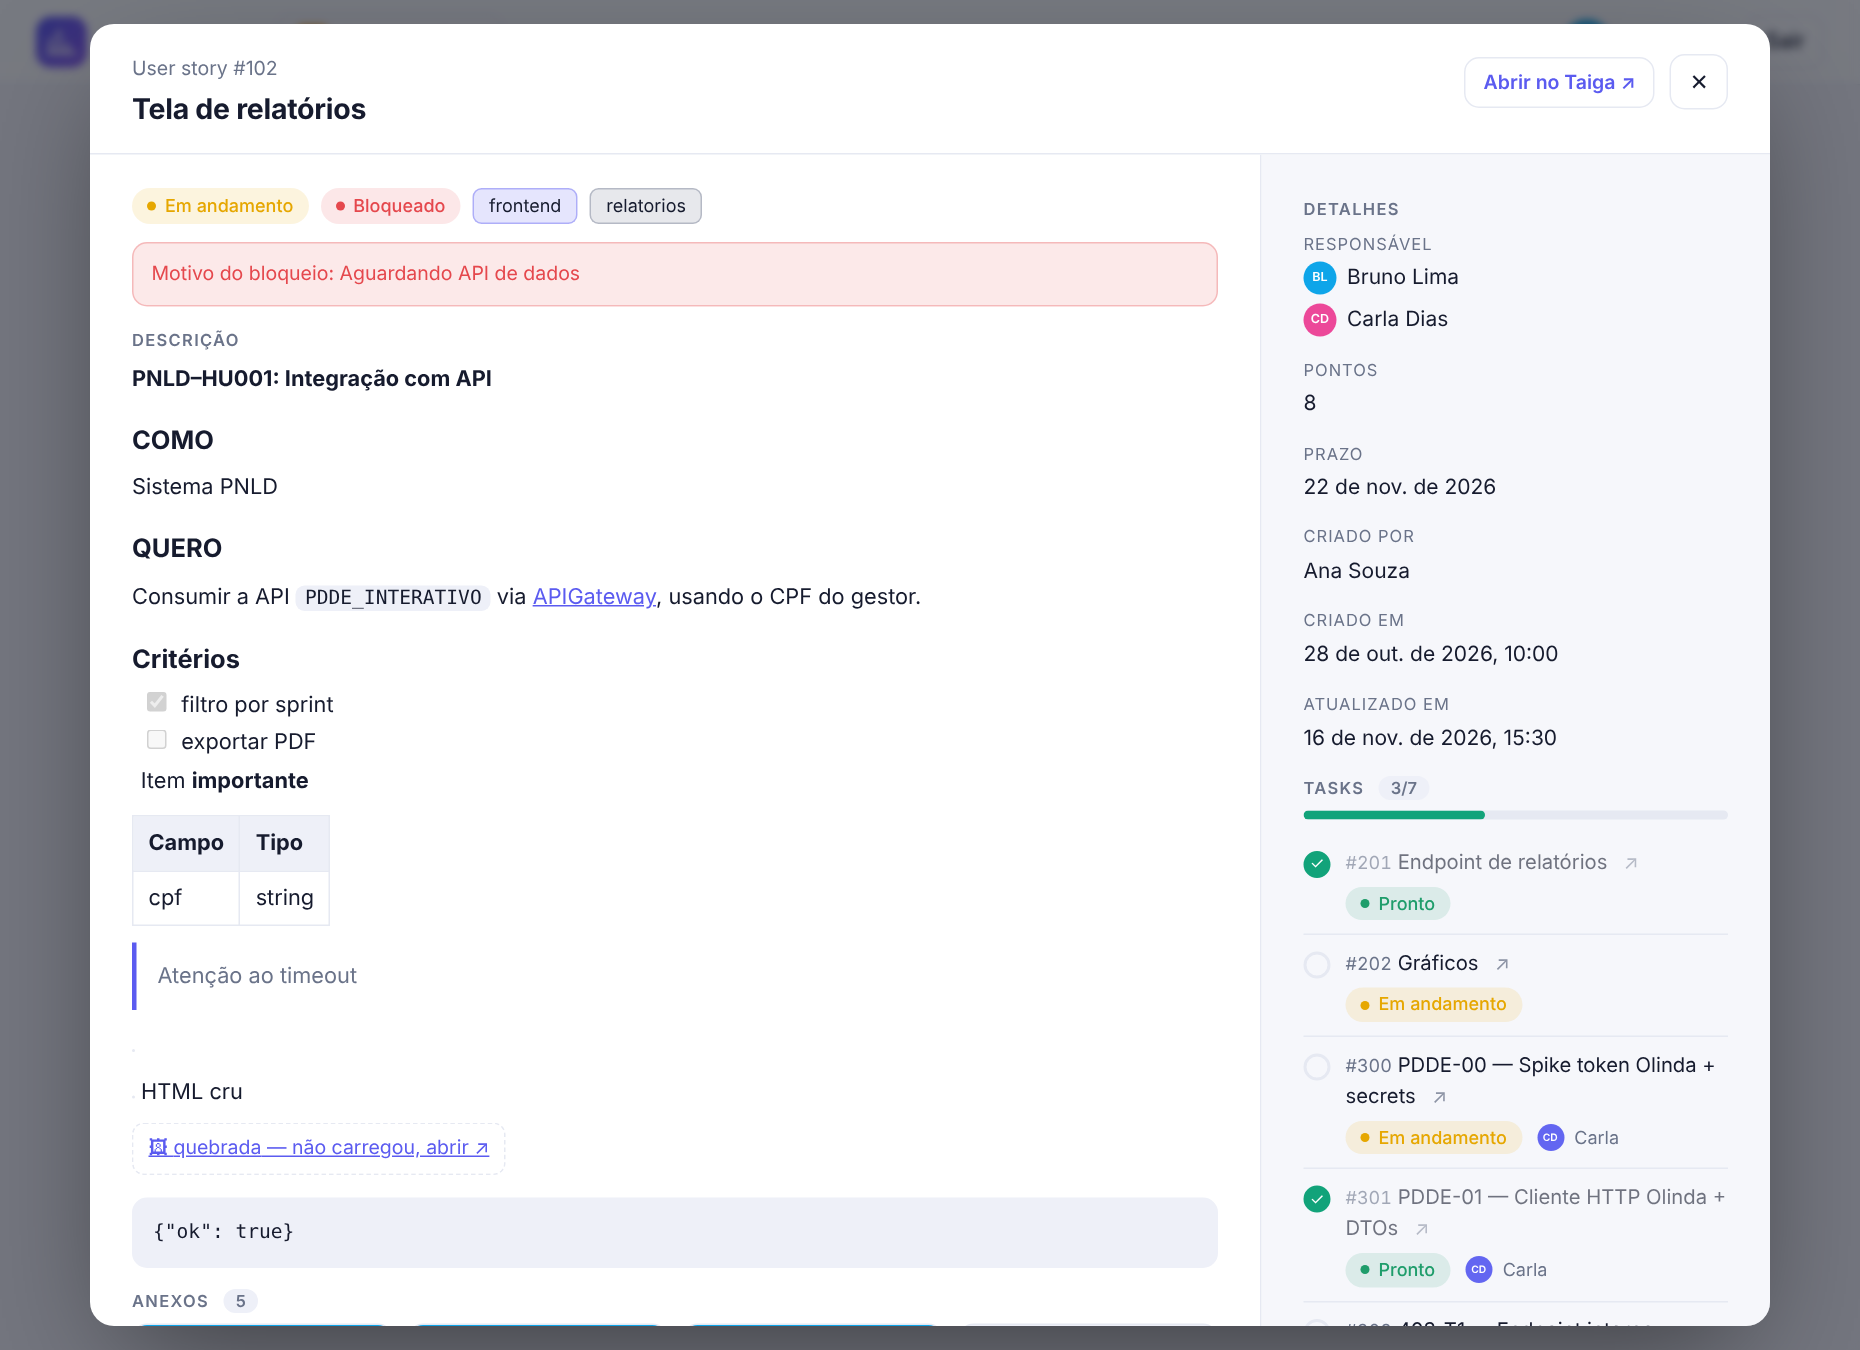 User story #102
Tela de relatórios
Abrir no Taiga ↗
✕
Em andamento
Bloqueado
frontend
relatorios
Motivo do bloqueio: Aguardando API de dados
DESCRIÇÃO
PNLD–HU001: Integração com API
COMO
Sistema PNLD
QUERO
Consumir a API PDDE_INTERATIVO via APIGateway, usando o CPF do gestor.
Critérios
filtro por sprint
exportar PDF
Item importante
Campo Tipo
cpf string
Atenção ao timeout
HTML cru
🖼 quebrada — não carregou, abrir ↗
{"ok": true}
ANEXOS 5
DETALHES
RESPONSÁVEL
BL Bruno Lima
CD Carla Dias
PONTOS
8
PRAZO
22 de nov. de 2026
CRIADO POR
Ana Souza
CRIADO EM
28 de out. de 2026, 10:00
ATUALIZADO EM
16 de nov. de 2026, 15:30
TASKS 3/7
#201 Endpoint de relatórios ↗
Pronto
#202 Gráficos ↗
Em andamento
#300 PDDE-00 — Spike token Olinda +
secrets ↗
Em andamento CD Carla
#301 PDDE-01 — Cliente HTTP Olinda +
DTOs ↗
Pronto CD Carla